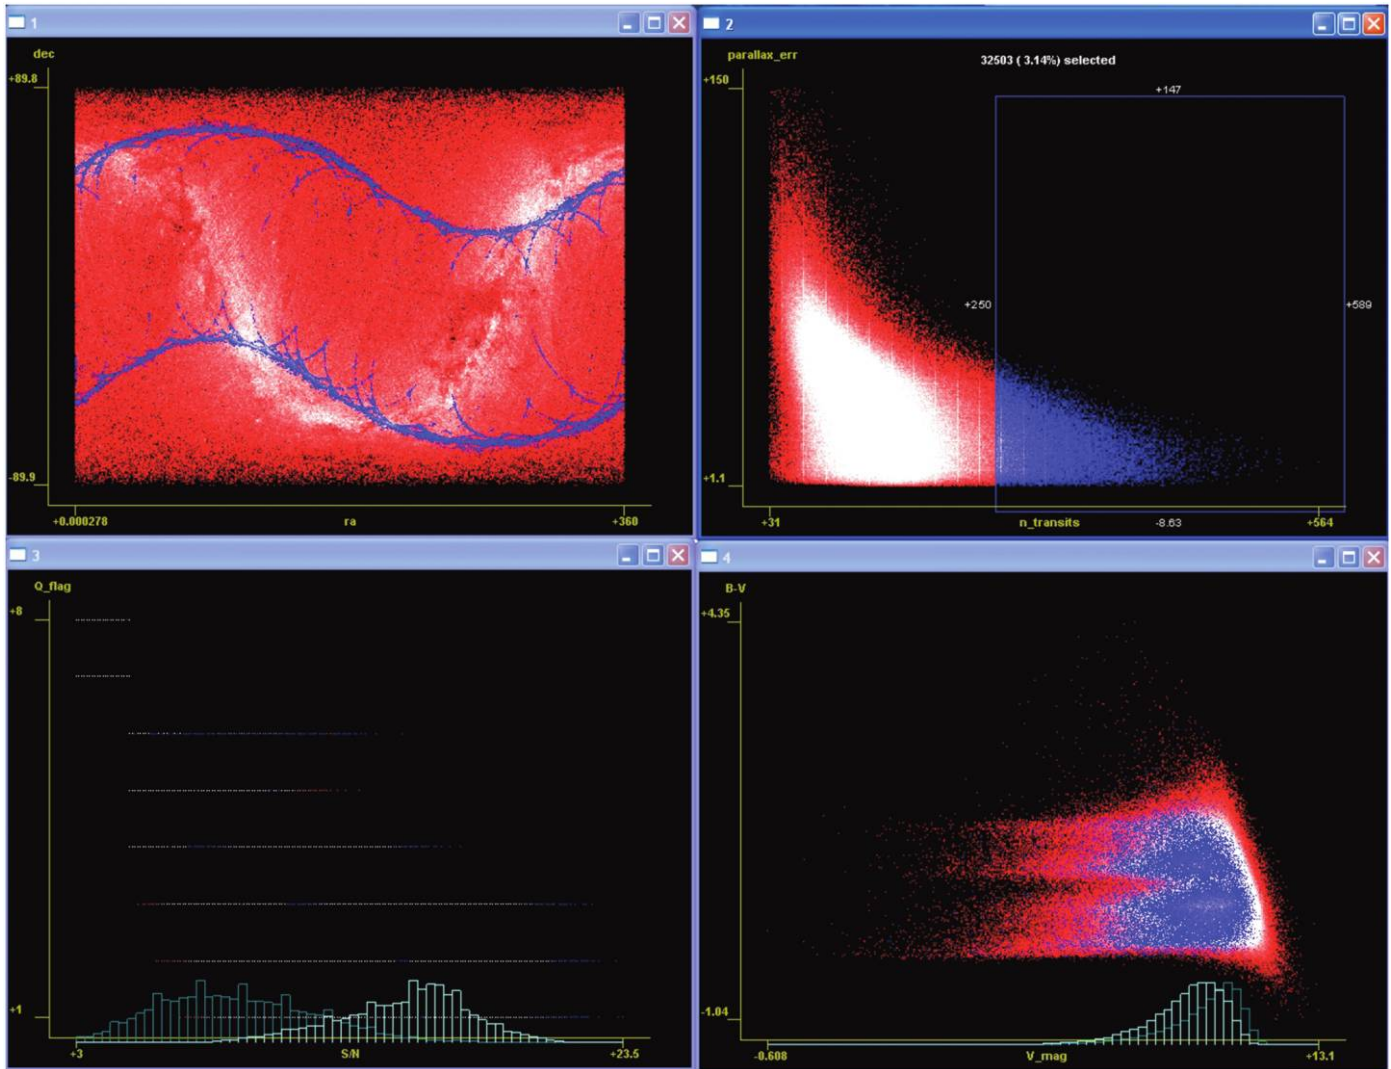 1
dec
+89.8
-89.9
+0.000278
ra
+360
2
parallax_err
32503 ( 3.14%) selected
+150
+147
+250
+589
+1.1
+31
n_transits
-8.63
+564
3
Q_flag
+8
+1
+3
S/N
+23.5
4
B-V
+4.35
-1.04
-0.608
V_mag
+13.1